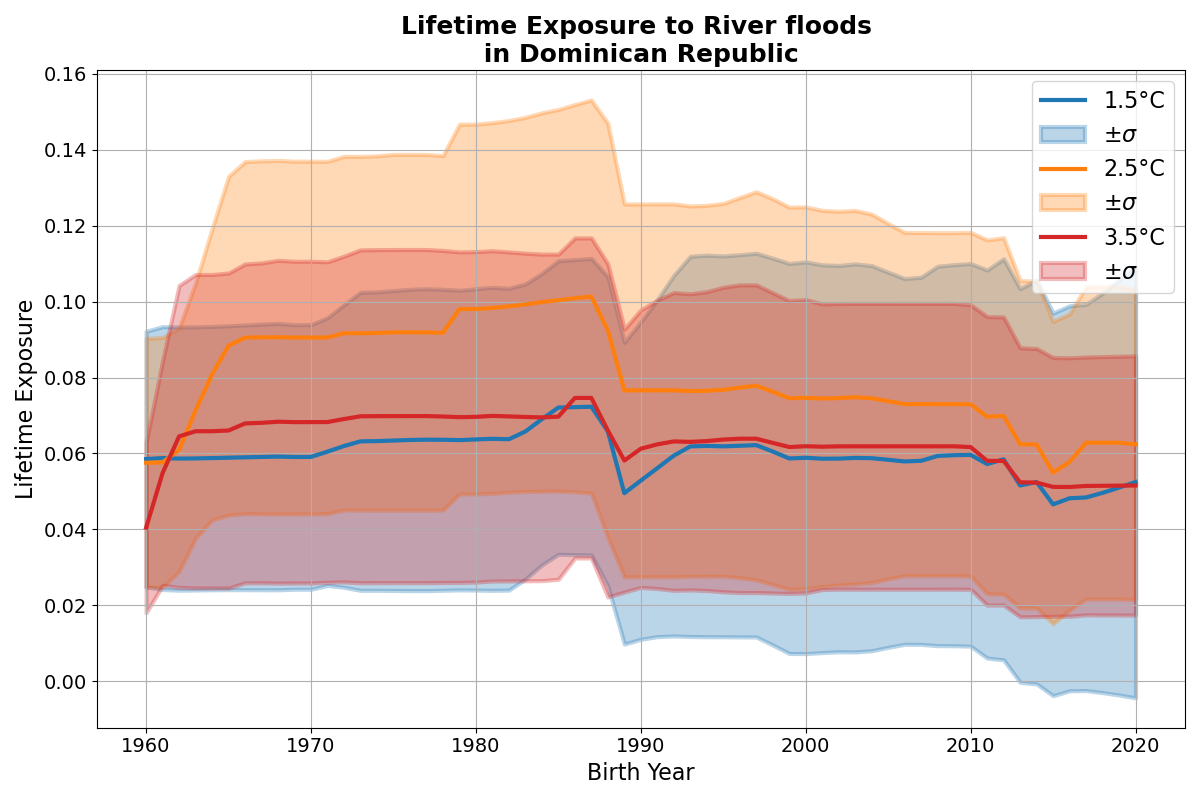 Lifetime Exposure to River floods
in Dominican Republic
0.16
0.14
0.12
0.10
0.08
0.06
0.04
0.02
0.00
Lifetime Exposure
1960
1970
1980
1990
2000
2010
2020
Birth Year
1.5°C
±σ
2.5°C
±σ
3.5°C
±σ